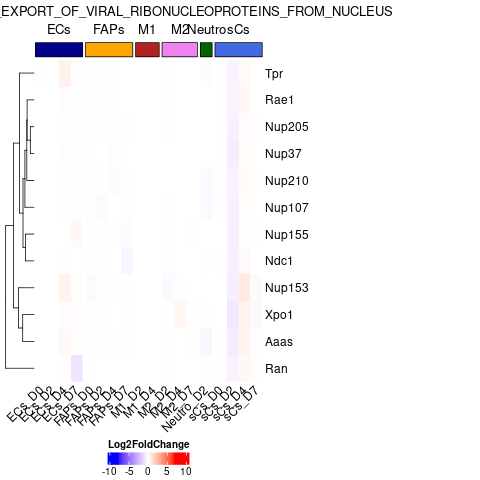 _EXPORT_OF_VIRAL_RIBONUCLEOPROTEINS_FROM_NUCLEUS
ECs FAPs M1 M2 Neutros sCs
Tpr
Rae1
Nup205
Nup37
Nup210
Nup107
Nup155
Ndc1
Nup153
Xpo1
Aaas
Ran
ECs_D0 ECs_D2 ECs_D4 ECs_D7 FAPs_D0 FAPs_D2 FAPs_D4 FAPs_D7 M1_D2 M1_D4 M2_D2 M2_D4 M2_D7 Neutro_D2 sCs_D0 sCs_D2 sCs_D4 sCs_D7
Log2FoldChange
-10 -5 0 5 10